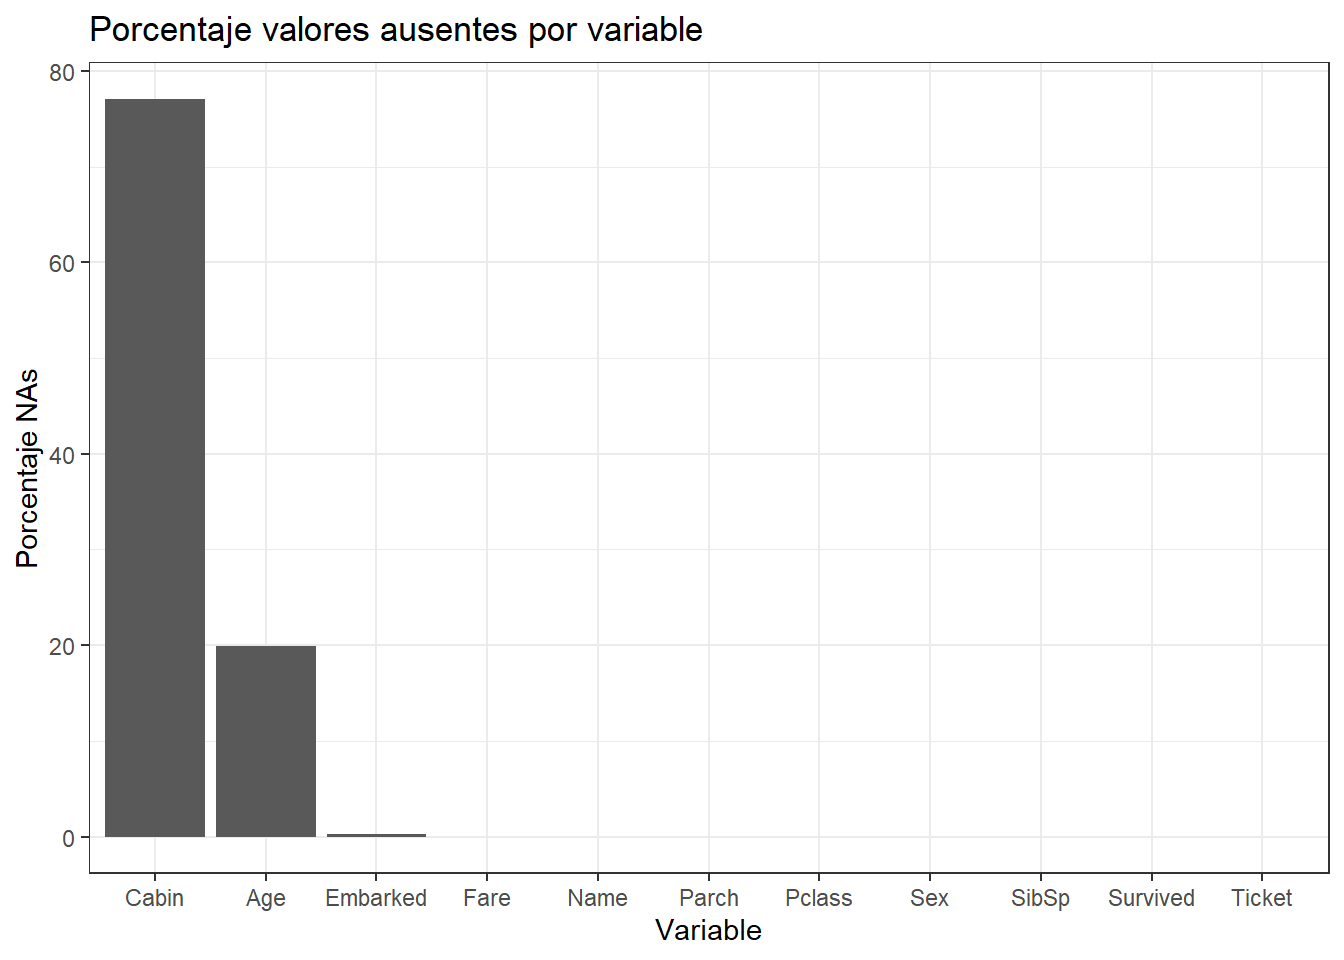 Porcentaje valores ausentes por variable
Porcentaje NAs
80
60
40
20
0
Cabin Age Embarked Fare Name Parch Pclass Sex SibSp Survived Ticket
Variable